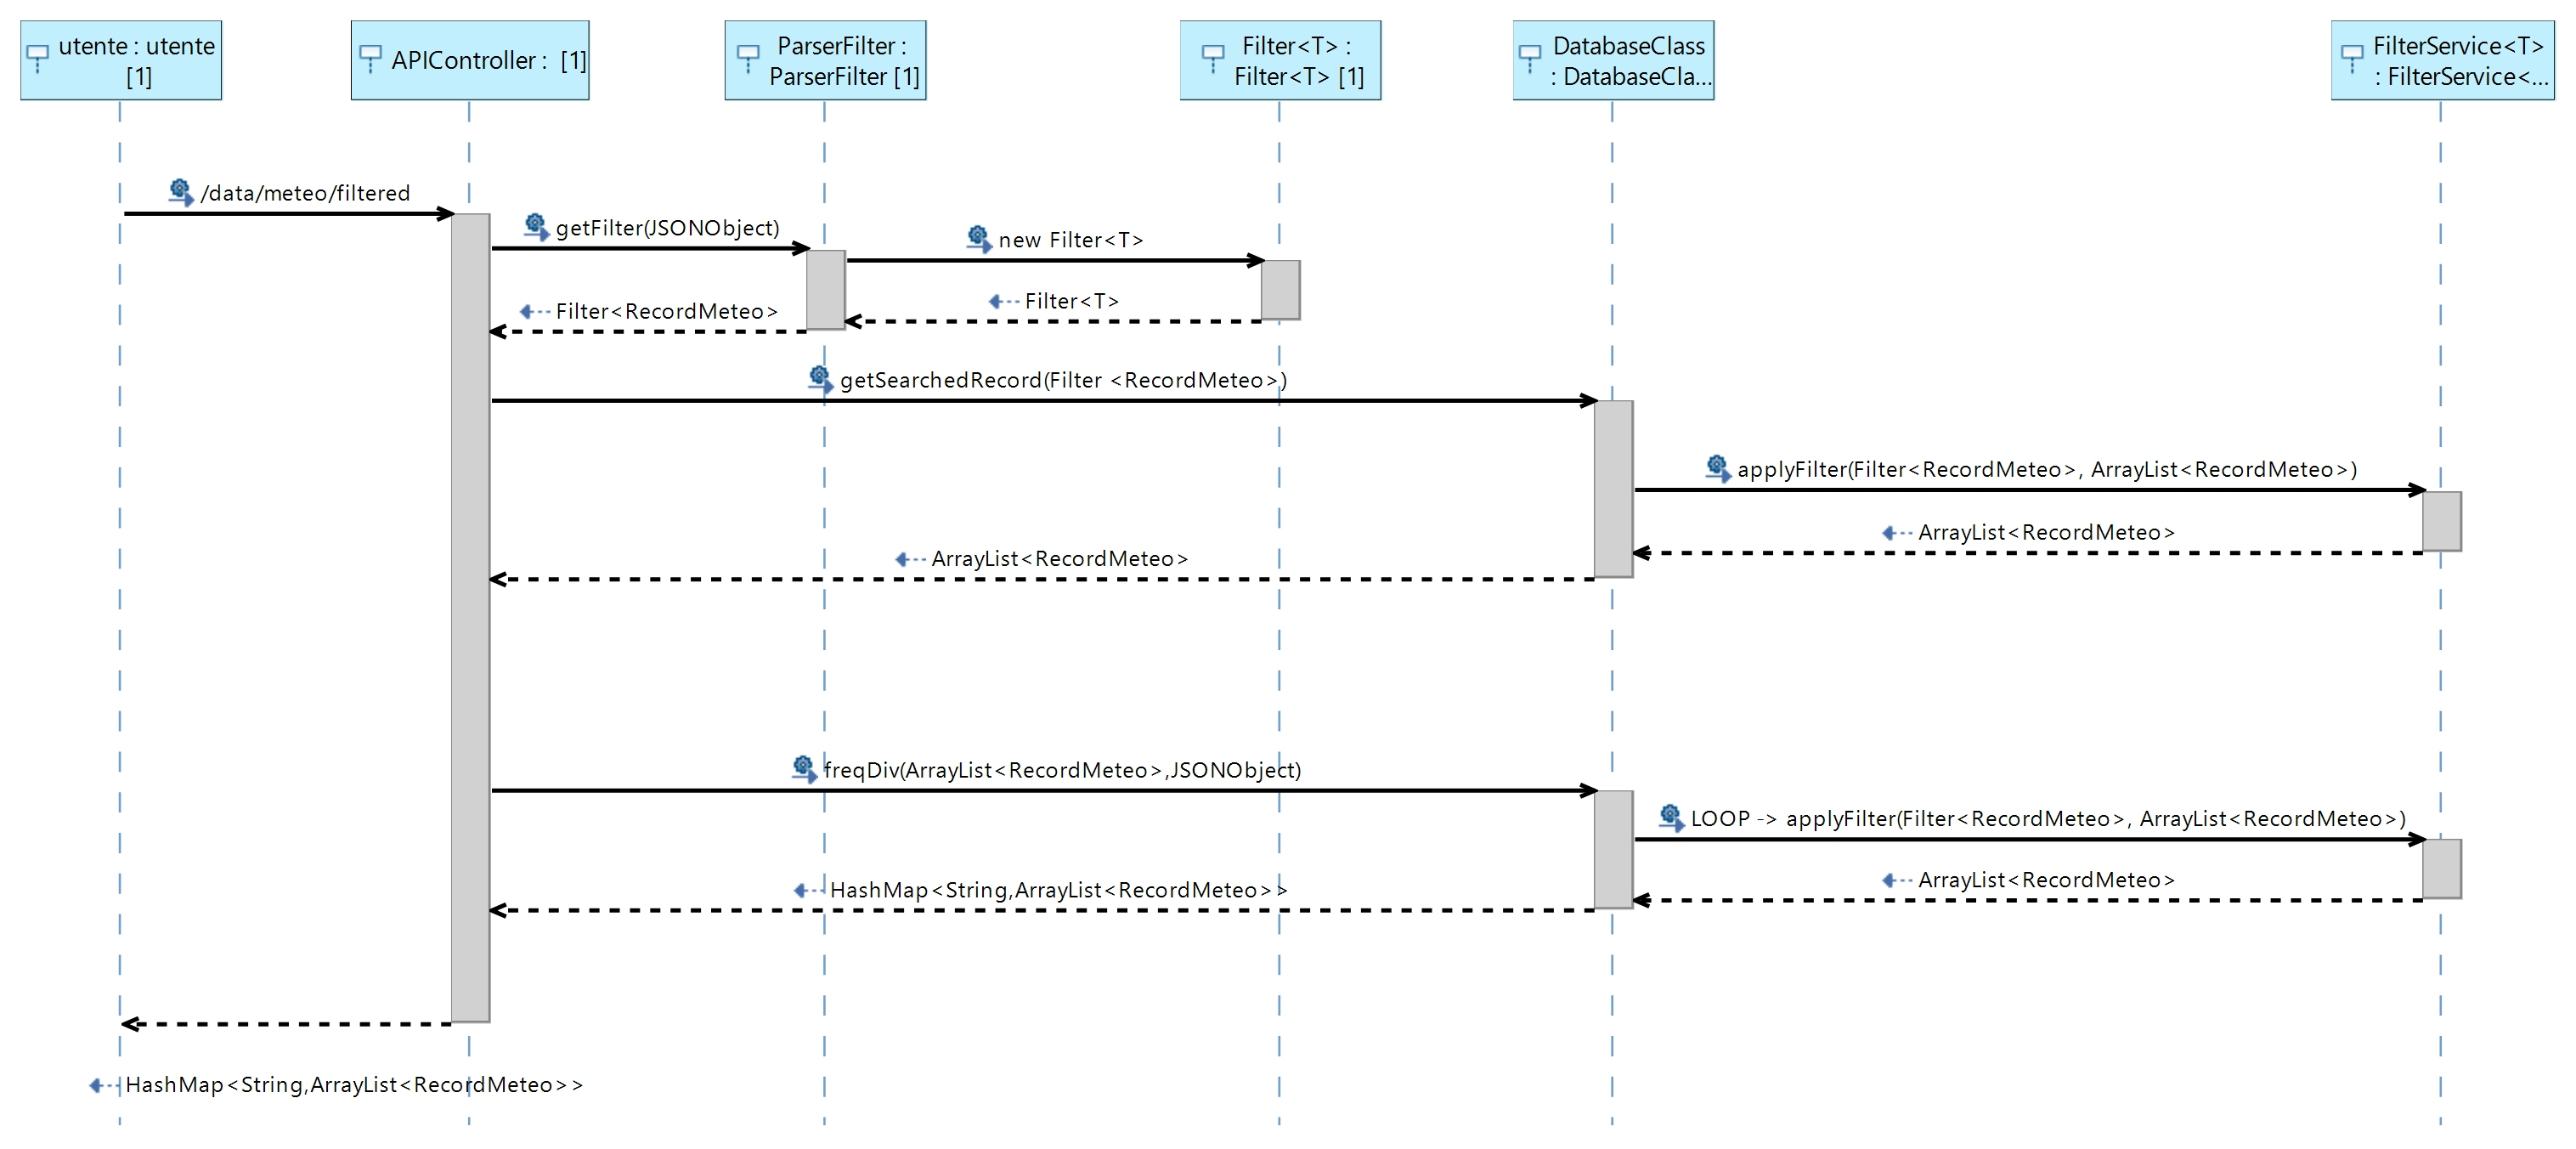 utente : utente
[1]
APIController :  [1]
ParserFilter :
ParserFilter [1]
Filter<T> :
Filter<T> [1]
DatabaseClass
: DatabaseCla...
FilterService<T>
: FilterService<...
/data/meteo/filtered
getFilter(JSONObject)
new Filter<T>
Filter<T>
Filter<RecordMeteo>
getSearchedRecord(Filter <RecordMeteo>)
applyFilter(Filter<RecordMeteo>, ArrayList<RecordMeteo>)
ArrayList<RecordMeteo>
ArrayList<RecordMeteo>
freqDiv(ArrayList<RecordMeteo>,JSONObject)
LOOP -> applyFilter(Filter<RecordMeteo>, ArrayList<RecordMeteo>)
ArrayList<RecordMeteo>
HashMap<String,ArrayList<RecordMeteo>>
HashMap<String,ArrayList<RecordMeteo>>